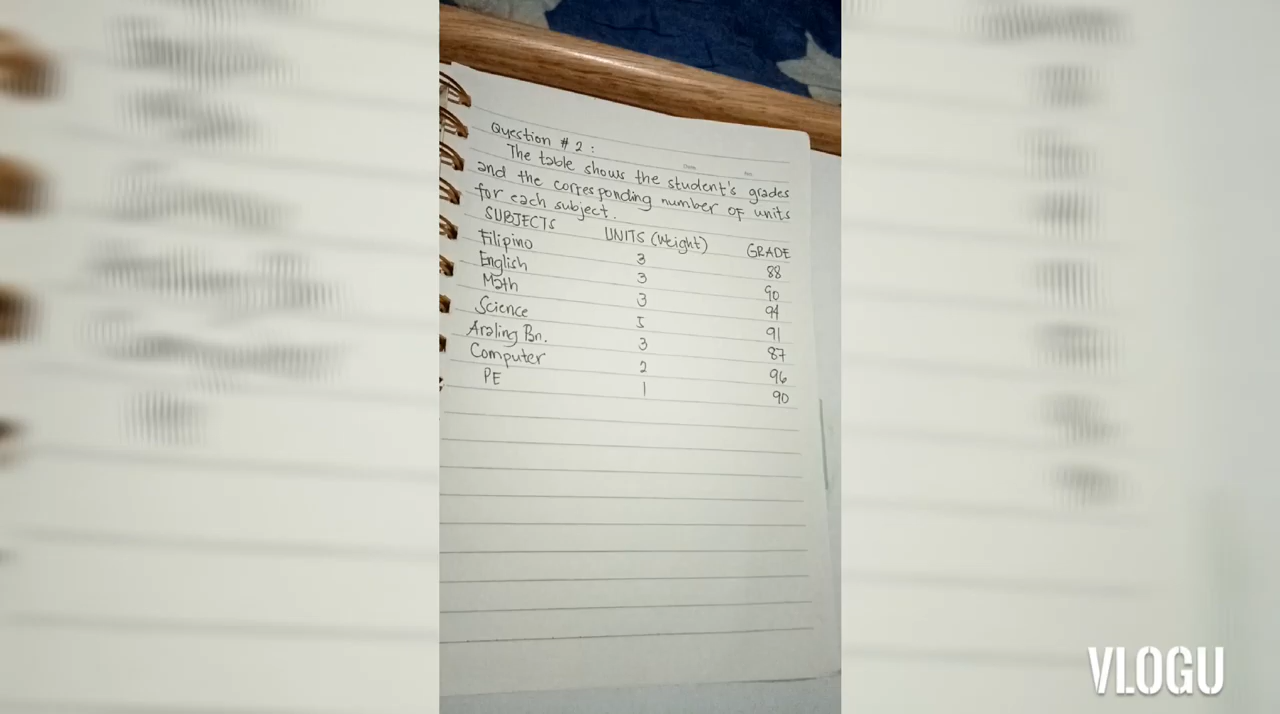 Question # 2 :
The table shows the student's grades
and the corresponding number of units
for each subject.
SUBJECTS UNITS (Weight) GRADE
Filipino 3 88
English 3 90
Math 3 94
Science 5 91
Araling Pn. 3 87
Computer 2 96
PE 1 90
VLOGU